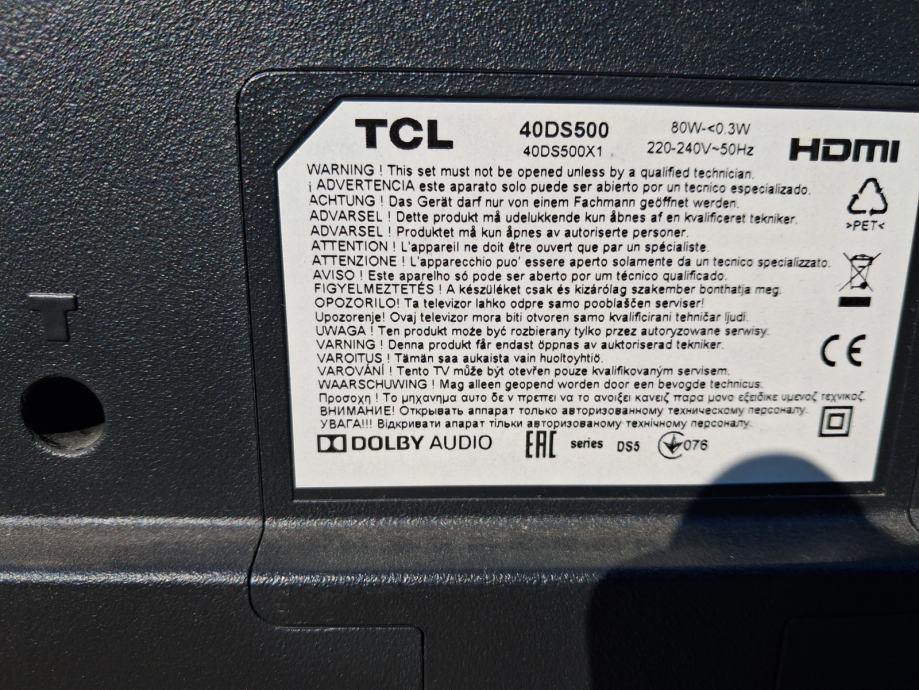 TCL 40DS500 80W-<0.3W HDMI
40DS500X1 220-240V~50Hz
WARNING ! This set must not be opened unless by a qualified technician.
¡ ADVERTENCIA este aparato solo puede ser abierto por un tecnico especializado.
ACHTUNG ! Das Gerät darf nur von einem Fachmann geöffnet werden.
ADVARSEL ! Dette produkt må udelukkende kun åbnes af en kvalificeret tekniker.
ADVARSEL ! Produktet må kun åpnes av autoriserte personer.
ATTENTION ! L'appareil ne doit être ouvert que par un spécialiste.
ATTENZIONE ! L'apparecchio puo' essere aperto solamente da un tecnico specializzato.
AVISO ! Este aparelho só pode ser aberto por um técnico qualificado.
FIGYELMEZTETÉS ! A készüléket csak és kizárólag szakember bonthatja meg.
OPOZORILO! Ta televizor lahko odpre samo pooblaščen serviser!
Upozorenje! Ovaj televizor mora biti otvoren samo kvalificirani tehničar ljudi.
UWAGA ! Ten produkt może być rozbierany tylko przez autoryzowane serwisy.
VARNING ! Denna produkt får endast öppnas av auktoriserad tekniker.
VAROITUS ! Tämän saa aukaista vain huoltoyhtiö.
VAROVÁNÍ ! Tento TV může být otevřen pouze kvalifikovaným servisem.
WAARSCHUWING ! Mag alleen geopend worden door een bevogde technicus.
Προσοχη ! Το μηχανημα αυτο δε ν πρεπει να το ανοιξει κανεiζ παρα μονο εξειδiκε υμενοζ τεχνικοζ.
ВНИМАНИЕ! Открывать аппарат только авторизованному техническому персоналу.
УВАГА!!! Відкривати апарат тільки авторизованому технічному персоналу.
DOLBY AUDIO EAC series DS5 076
>PET<
CE
T